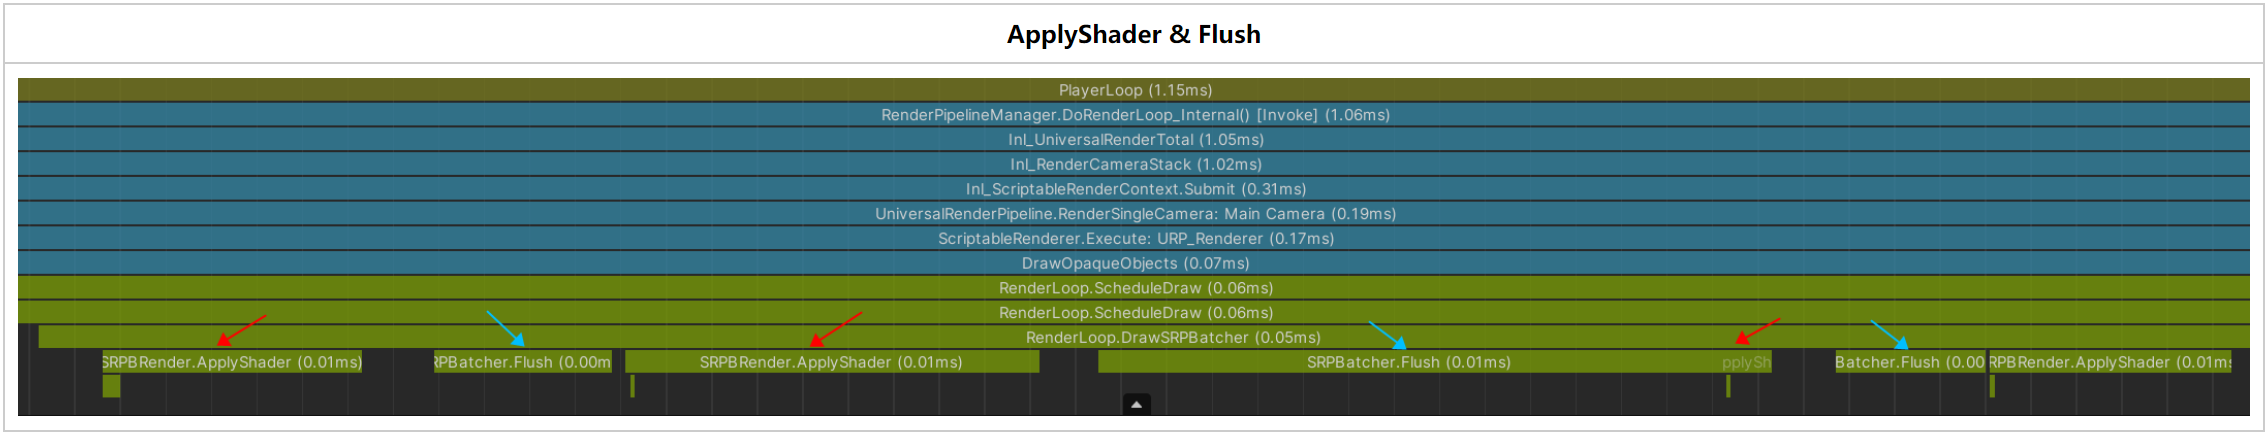 ApplyShader & Flush
PlayerLoop (1.15ms)
RenderPipelineManager.DoRenderLoop_Internal() [Invoke] (1.06ms)
Inl_UniversalRenderTotal (1.05ms)
Inl_RenderCameraStack (1.02ms)
Inl_ScriptableRenderContext.Submit (0.31ms)
UniversalRenderPipeline.RenderSingleCamera: Main Camera (0.19ms)
ScriptableRenderer.Execute: URP_Renderer (0.17ms)
DrawOpaqueObjects (0.07ms)
RenderLoop.ScheduleDraw (0.06ms)
RenderLoop.ScheduleDraw (0.06ms)
RenderLoop.DrawSRPBatcher (0.05ms)
SRPBRender.ApplyShader (0.01ms) RPBatcher.Flush (0.00m SRPBRender.ApplyShader (0.01ms) SRPBatcher.Flush (0.01ms) pplySh Batcher.Flush (0.00 RPBRender.ApplyShader (0.01ms